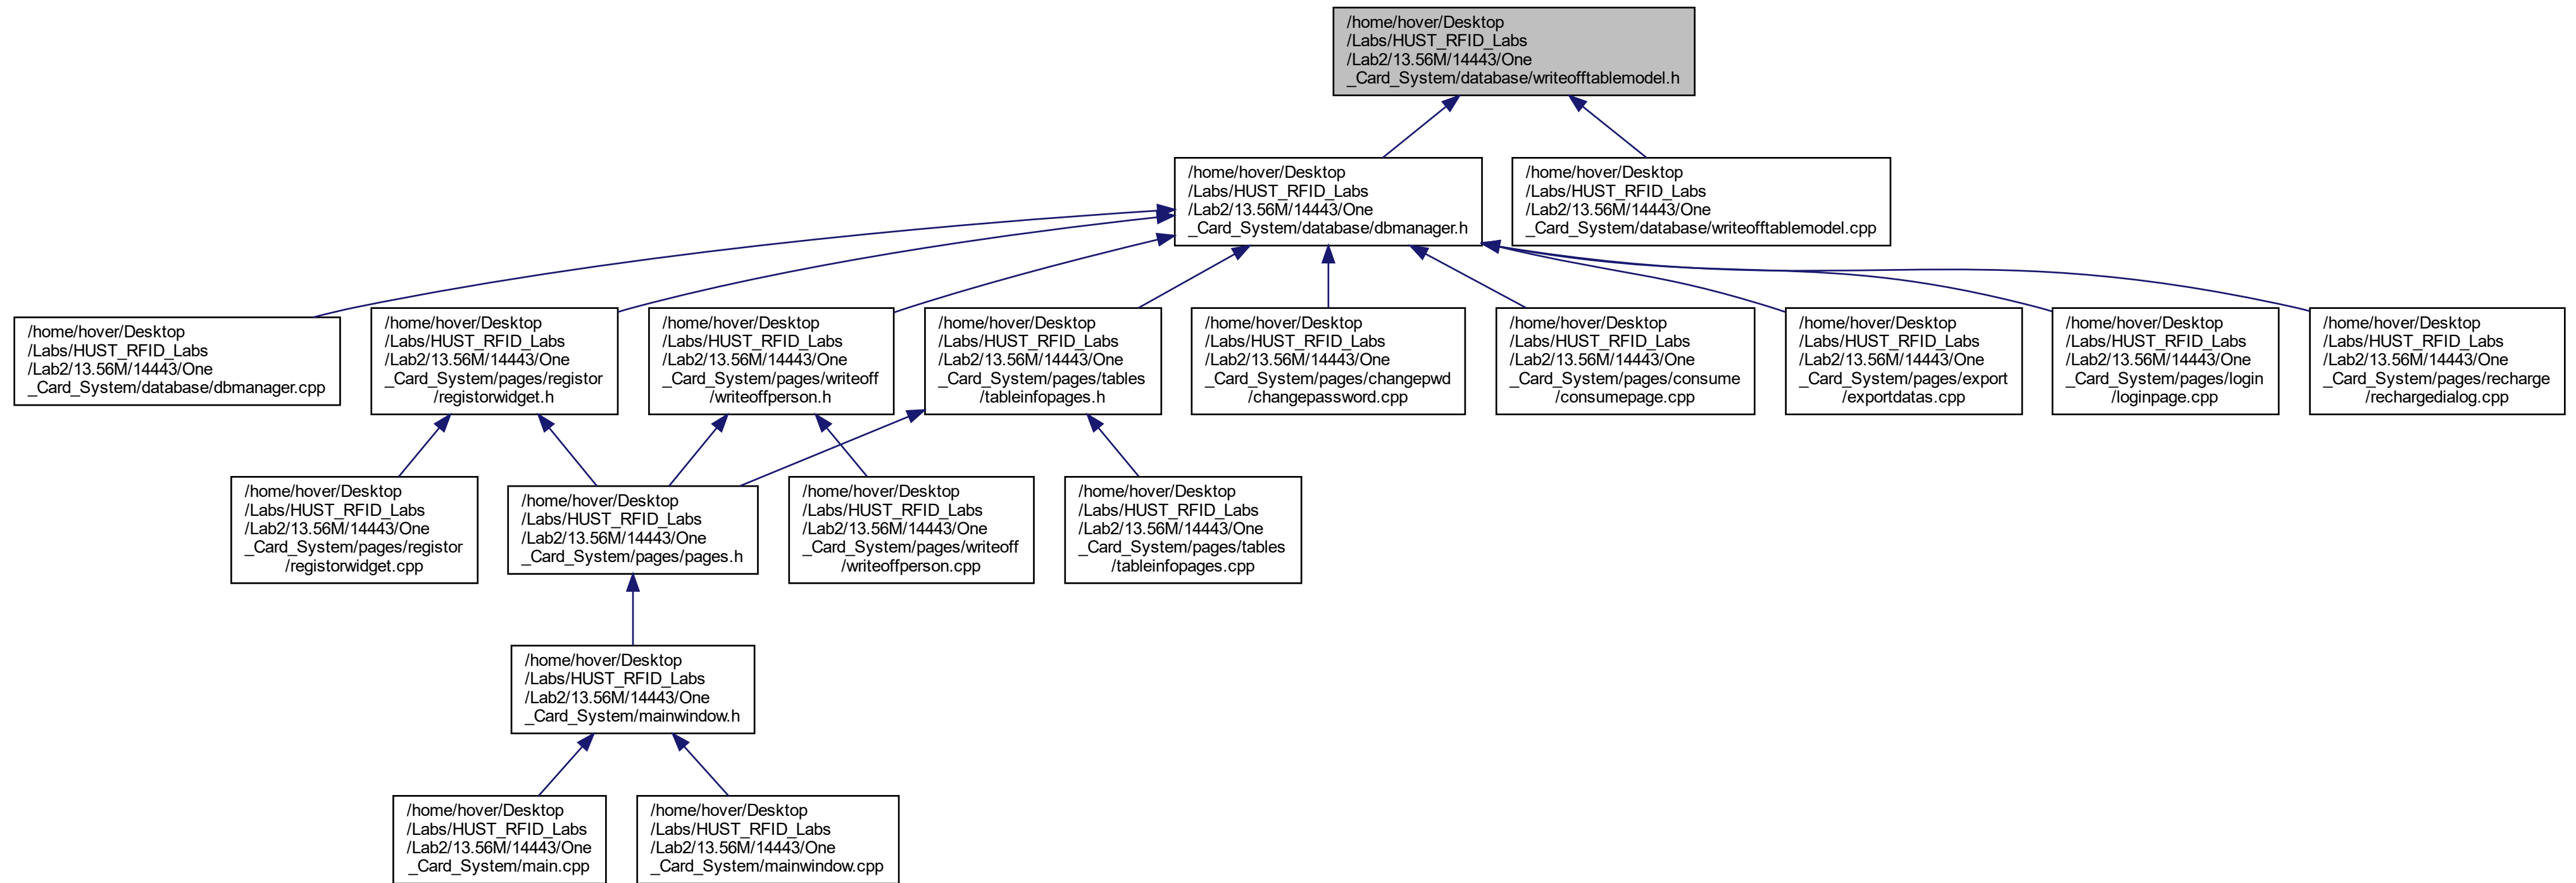 /home/hover/Desktop
/Labs/HUST_RFID_Labs
/Lab2/13.56M/14443/One
_Card_System/database/writeofftablemodel.h
/home/hover/Desktop
/Labs/HUST_RFID_Labs
/Lab2/13.56M/14443/One
_Card_System/database/dbmanager.h
/home/hover/Desktop
/Labs/HUST_RFID_Labs
/Lab2/13.56M/14443/One
_Card_System/database/writeofftablemodel.cpp
/home/hover/Desktop
/Labs/HUST_RFID_Labs
/Lab2/13.56M/14443/One
_Card_System/database/dbmanager.cpp
/home/hover/Desktop
/Labs/HUST_RFID_Labs
/Lab2/13.56M/14443/One
_Card_System/pages/registor
/registorwidget.h
/home/hover/Desktop
/Labs/HUST_RFID_Labs
/Lab2/13.56M/14443/One
_Card_System/pages/writeoff
/writeoffperson.h
/home/hover/Desktop
/Labs/HUST_RFID_Labs
/Lab2/13.56M/14443/One
_Card_System/pages/tables
/tableinfopages.h
/home/hover/Desktop
/Labs/HUST_RFID_Labs
/Lab2/13.56M/14443/One
_Card_System/pages/changepwd
/changepassword.cpp
/home/hover/Desktop
/Labs/HUST_RFID_Labs
/Lab2/13.56M/14443/One
_Card_System/pages/consume
/consumepage.cpp
/home/hover/Desktop
/Labs/HUST_RFID_Labs
/Lab2/13.56M/14443/One
_Card_System/pages/export
/exportdatas.cpp
/home/hover/Desktop
/Labs/HUST_RFID_Labs
/Lab2/13.56M/14443/One
_Card_System/pages/login
/loginpage.cpp
/home/hover/Desktop
/Labs/HUST_RFID_Labs
/Lab2/13.56M/14443/One
_Card_System/pages/recharge
/rechargedialog.cpp
/home/hover/Desktop
/Labs/HUST_RFID_Labs
/Lab2/13.56M/14443/One
_Card_System/pages/registor
/registorwidget.cpp
/home/hover/Desktop
/Labs/HUST_RFID_Labs
/Lab2/13.56M/14443/One
_Card_System/pages/pages.h
/home/hover/Desktop
/Labs/HUST_RFID_Labs
/Lab2/13.56M/14443/One
_Card_System/pages/writeoff
/writeoffperson.cpp
/home/hover/Desktop
/Labs/HUST_RFID_Labs
/Lab2/13.56M/14443/One
_Card_System/pages/tables
/tableinfopages.cpp
/home/hover/Desktop
/Labs/HUST_RFID_Labs
/Lab2/13.56M/14443/One
_Card_System/mainwindow.h
/home/hover/Desktop
/Labs/HUST_RFID_Labs
/Lab2/13.56M/14443/One
_Card_System/main.cpp
/home/hover/Desktop
/Labs/HUST_RFID_Labs
/Lab2/13.56M/14443/One
_Card_System/mainwindow.cpp